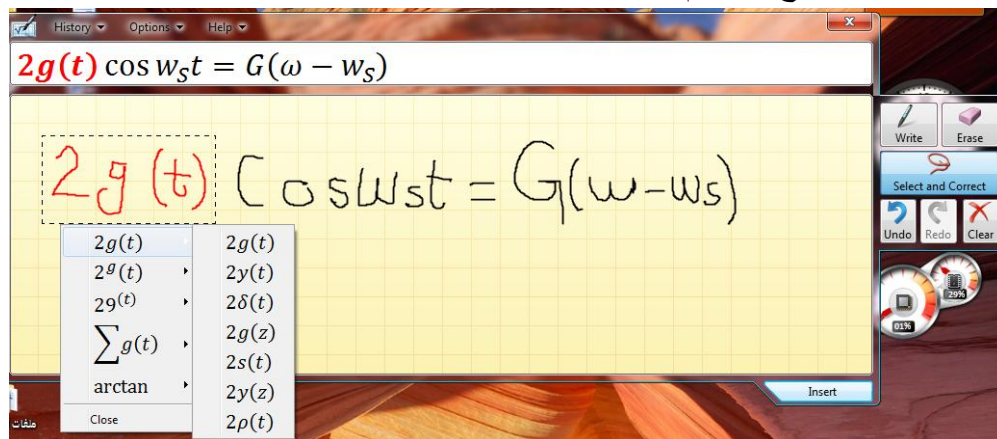 History Options Help x
2g(t) cos w_S t = G(ω − w_S)
2g(t) Cos wst = G(ω-ws)
Write Erase
Select and Correct
Undo Redo Clear
2g(t)
2^g(t)
29^(t)
∑g(t)
arctan
Close
2g(t)
2y(t)
2δ(t)
2g(z)
2s(t)
2y(z)
2ρ(t)
29%
01%
Insert
ملفات